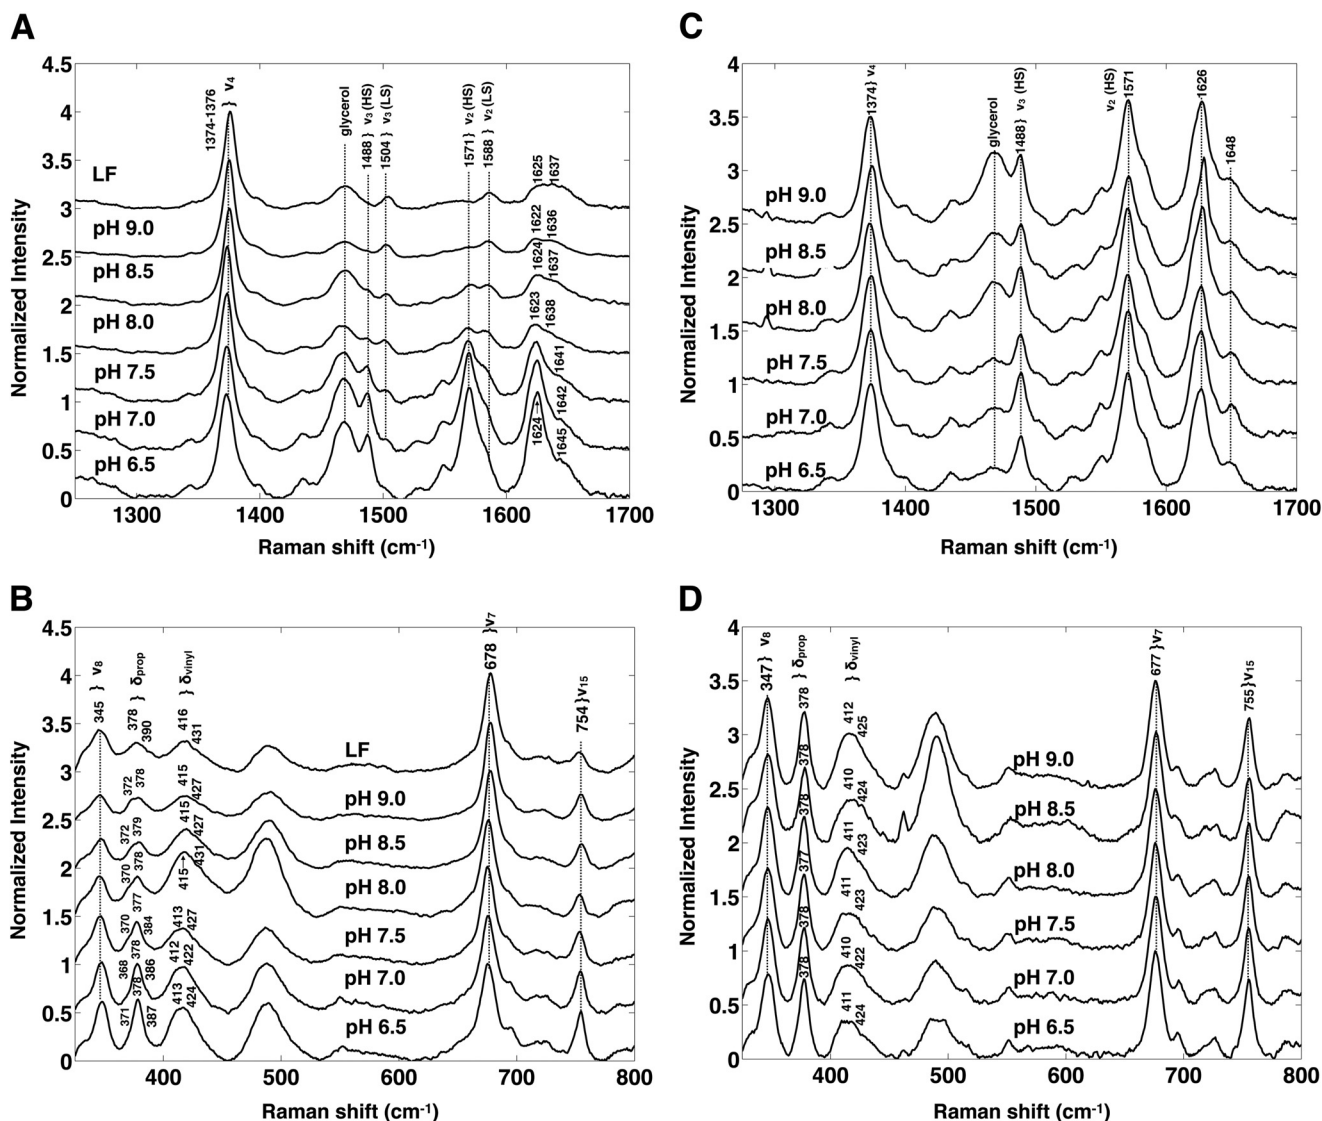 A
1374-1376 } ν4
glycerol
1488 } ν3 (HS)
1504 } ν3 (LS)
1571 } ν2 (HS)
1588 } ν2 (LS)
4.5
4
3.5
3
2.5
2
1.5
1
0.5
0
Normalized Intensity
LF
1625 1637
pH 9.0
1622 1636
pH 8.5
1624 1637
pH 8.0
1623 1638
pH 7.5
1641
pH 7.0
1642
1624
pH 6.5
1645
1300 1400 1500 1600 1700
Raman shift (cm-1)
C
1374 } ν4
glycerol
1488 } ν3 (HS)
ν2 (HS)
1571
1626
1648
4
3.5
3
2.5
2
1.5
1
0.5
0
Normalized Intensity
pH 9.0
pH 8.5
pH 8.0
pH 7.5
pH 7.0
pH 6.5
1300 1400 1500 1600 1700
Raman shift (cm-1)
B
345 } ν8
378 } δprop
390
416 } δvinyl
431
678 } ν7
754 } ν15
4.5
4
3.5
3
2.5
2
1.5
1
0.5
0
Normalized Intensity
LF
372 378 415 427
pH 9.0
372 379 415 427
pH 8.5
370 378 415 431
pH 8.0
370 377 384 413 427
pH 7.5
368 378 386 412 422
pH 7.0
371 378 387 413 424
pH 6.5
400 500 600 700 800
Raman shift (cm-1)
D
347 } ν8
378 } δprop
412 } δvinyl
425
677 } ν7
755 } ν15
4
3.5
3
2.5
2
1.5
1
0.5
0
Normalized Intensity
pH 9.0
378 410 424
pH 8.5
378 411 423
pH 8.0
377 411 423
pH 7.5
378 410 422
pH 7.0
378 411 424
pH 6.5
400 500 600 700 800
Raman shift (cm-1)